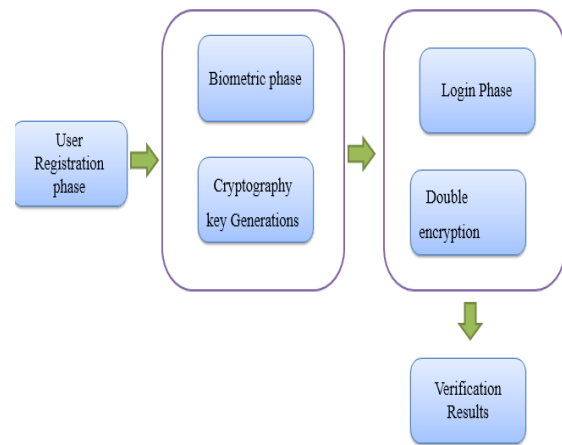 User
Registration
phase
Biometric phase
Cryptography
key Generations
Login Phase
Double
encryption
Verification
Results